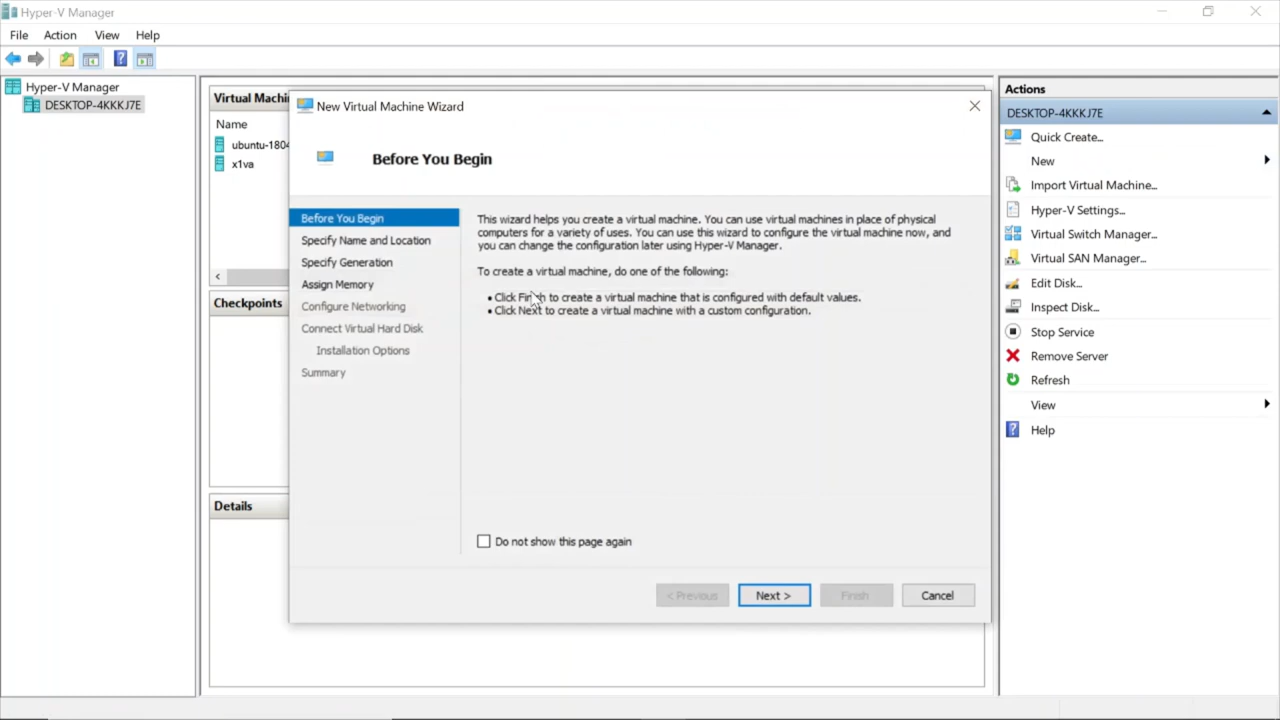 Hyper-V Manager
File Action View Help
Hyper-V Manager
DESKTOP-4KKKJ7E
Virtual Machi
Name
ubuntu-1804
x1va
Checkpoints
Details
New Virtual Machine Wizard
Before You Begin
Before You Begin
Specify Name and Location
Specify Generation
Assign Memory
Configure Networking
Connect Virtual Hard Disk
Installation Options
Summary
This wizard helps you create a virtual machine. You can use virtual machines in place of physical
computers for a variety of uses. You can use this wizard to configure the virtual machine now, and
you can change the configuration later using Hyper-V Manager.
To create a virtual machine, do one of the following:
• Click Finish to create a virtual machine that is configured with default values.
• Click Next to create a virtual machine with a custom configuration.
Do not show this page again
< Previous
Next >
Finish
Cancel
Actions
DESKTOP-4KKKJ7E
Quick Create...
New
Import Virtual Machine...
Hyper-V Settings...
Virtual Switch Manager...
Virtual SAN Manager...
Edit Disk...
Inspect Disk...
Stop Service
Remove Server
Refresh
View
Help